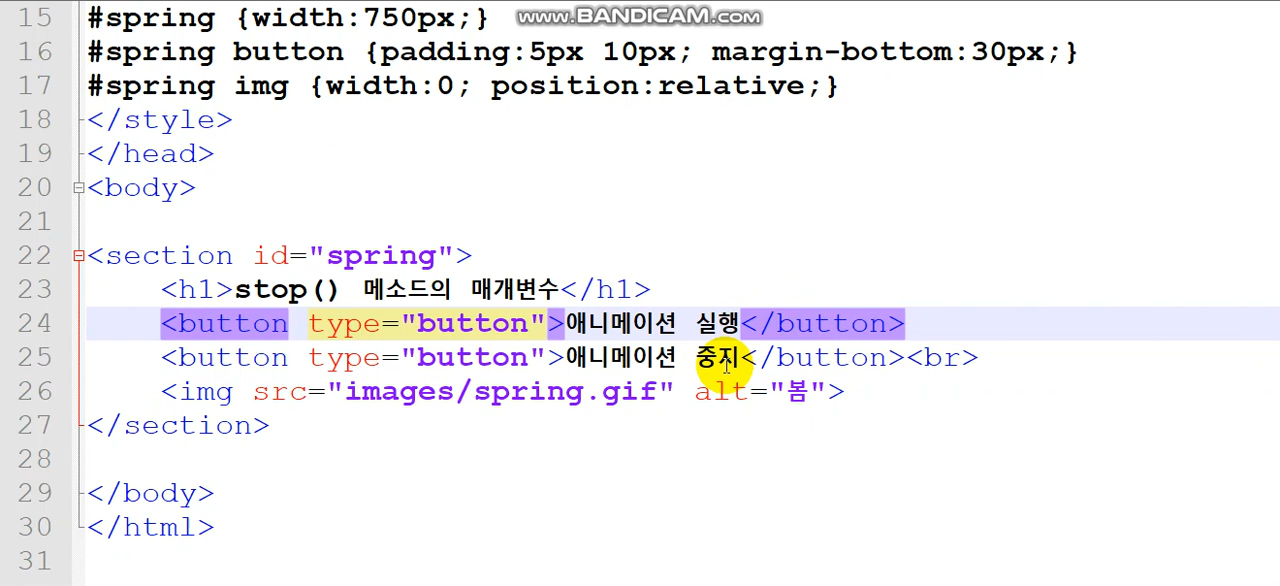 www.BANDICAM.com
15 #spring {width:750px;}
16 #spring button {padding:5px 10px; margin-bottom:30px;}
17 #spring img {width:0; position:relative;}
18 </style>
19 </head>
20 <body>
21
22 <section id="spring">
23 <h1>stop() 메소드의 매개변수</h1>
24 <button type="button">애니메이션 실행</button>
25 <button type="button">애니메이션 중지</button><br>
26 <img src="images/spring.gif" alt="봄">
27 </section>
28
29 </body>
30 </html>
31